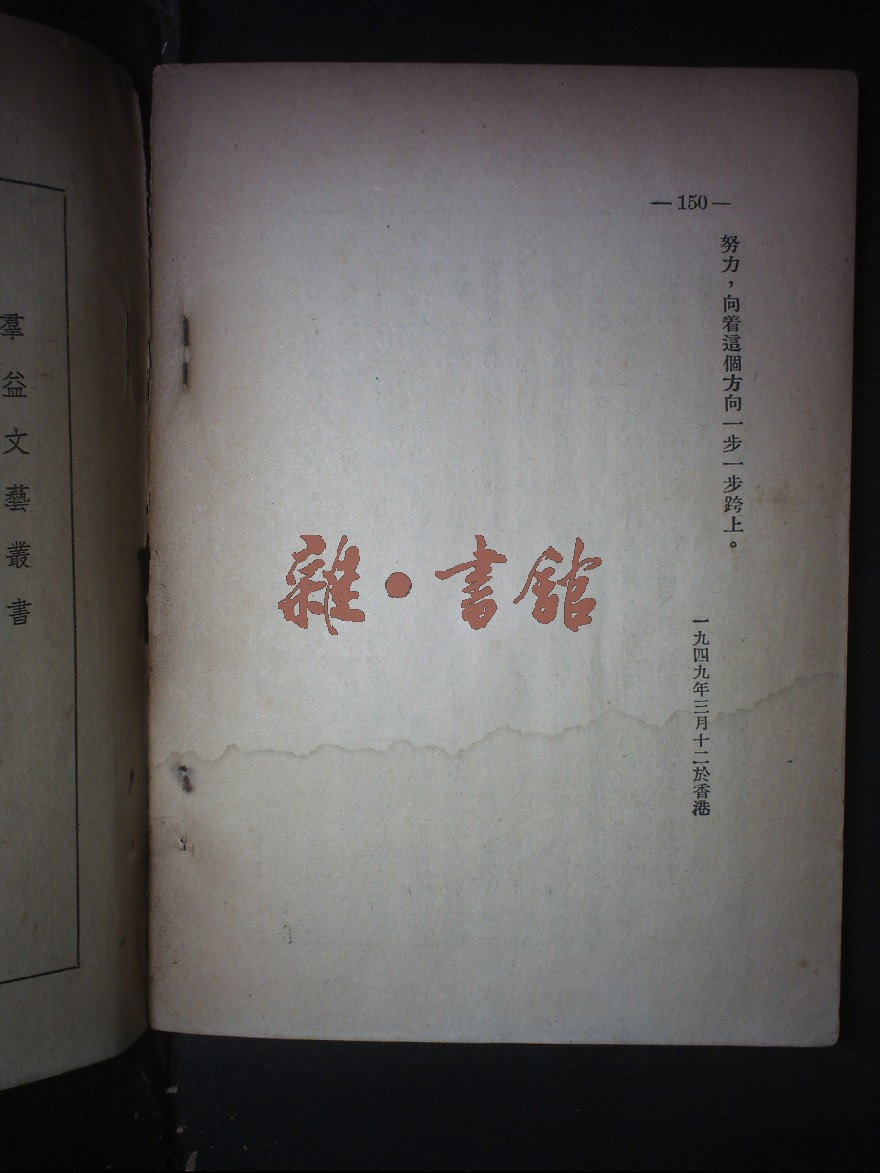 —150—
努力，向着這個方向一步一步跨上。
一九四九年三月十二於香港
羣益文藝叢書
雜·書館